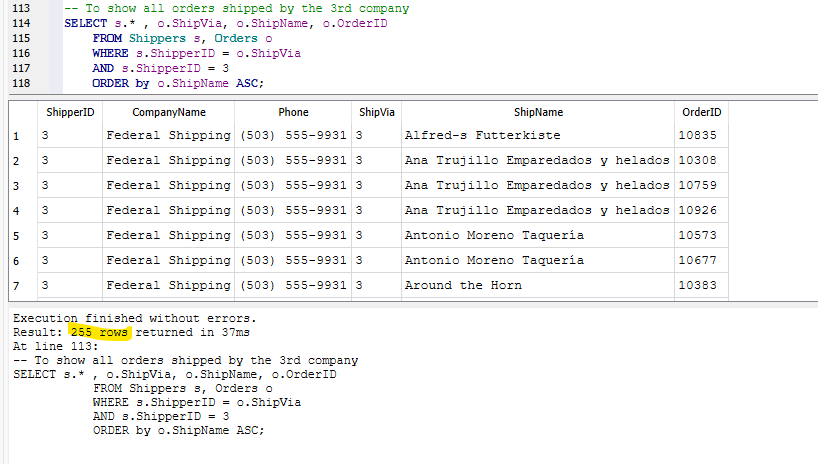 113 -- To show all orders shipped by the 3rd company
114 SELECT s.* , o.ShipVia, o.ShipName, o.OrderID
115 FROM Shippers s, Orders o
116 WHERE s.ShipperID = o.ShipVia
117 AND s.ShipperID = 3
118 ORDER by o.ShipName ASC;
ShipperID CompanyName Phone ShipVia ShipName OrderID
1 3 Federal Shipping (503) 555-9931 3 Alfred-s Futterkiste 10835
2 3 Federal Shipping (503) 555-9931 3 Ana Trujillo Emparedados y helados 10308
3 3 Federal Shipping (503) 555-9931 3 Ana Trujillo Emparedados y helados 10759
4 3 Federal Shipping (503) 555-9931 3 Ana Trujillo Emparedados y helados 10926
5 3 Federal Shipping (503) 555-9931 3 Antonio Moreno Taquería 10573
6 3 Federal Shipping (503) 555-9931 3 Antonio Moreno Taquería 10677
7 3 Federal Shipping (503) 555-9931 3 Around the Horn 10383
Execution finished without errors.
Result: 255 rows returned in 37ms
At line 113:
-- To show all orders shipped by the 3rd company
SELECT s.* , o.ShipVia, o.ShipName, o.OrderID
FROM Shippers s, Orders o
WHERE s.ShipperID = o.ShipVia
AND s.ShipperID = 3
ORDER by o.ShipName ASC;